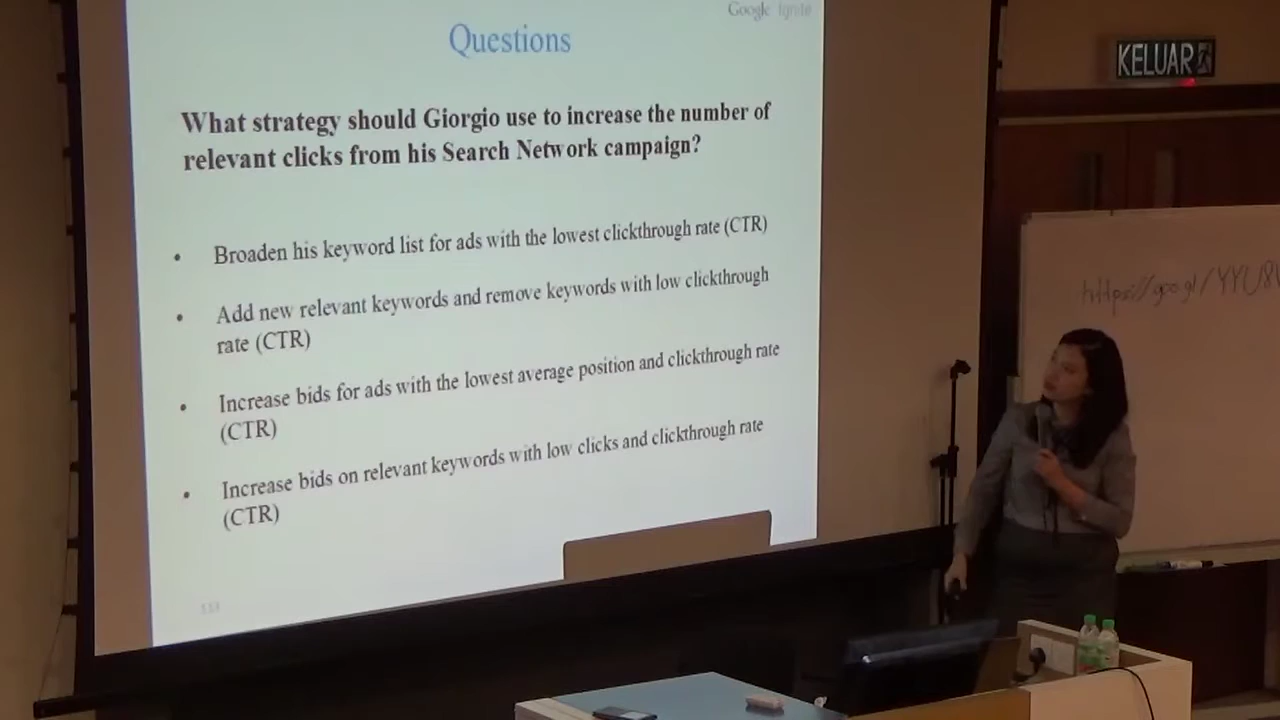 Google Ignite
Questions
KELUAR
What strategy should Giorgio use to increase the number of
relevant clicks from his Search Network campaign?
• Broaden his keyword list for ads with the lowest clickthrough rate (CTR)
• Add new relevant keywords and remove keywords with low clickthrough
rate (CTR)
• Increase bids for ads with the lowest average position and clickthrough rate
(CTR)
• Increase bids on relevant keywords with low clicks and clickthrough rate
(CTR)